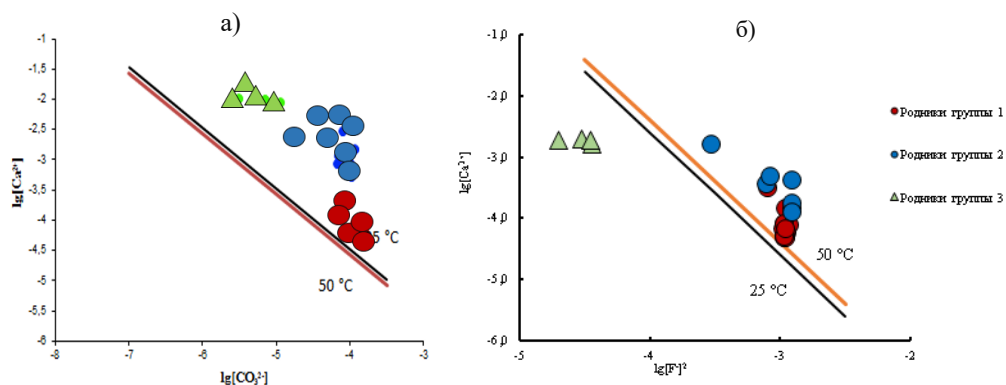 а)
-1
-1,5
-2
-2,5
-3
-3,5
-4
-4,5
-5
-5,5
-6
-8
-7
-6
-5
-4
-3
lg[Ca²⁺]
lg[CO₃²⁻]
50 °C
5 °C
б)
-1,0
-2,0
-3,0
-4,0
-5,0
-6,0
-5
-4
-3
-2
lg[Ca²⁺]
lg[F⁻]²
50 °C
25 °C
Родники группы 1
Родники группы 2
Родники группы 3